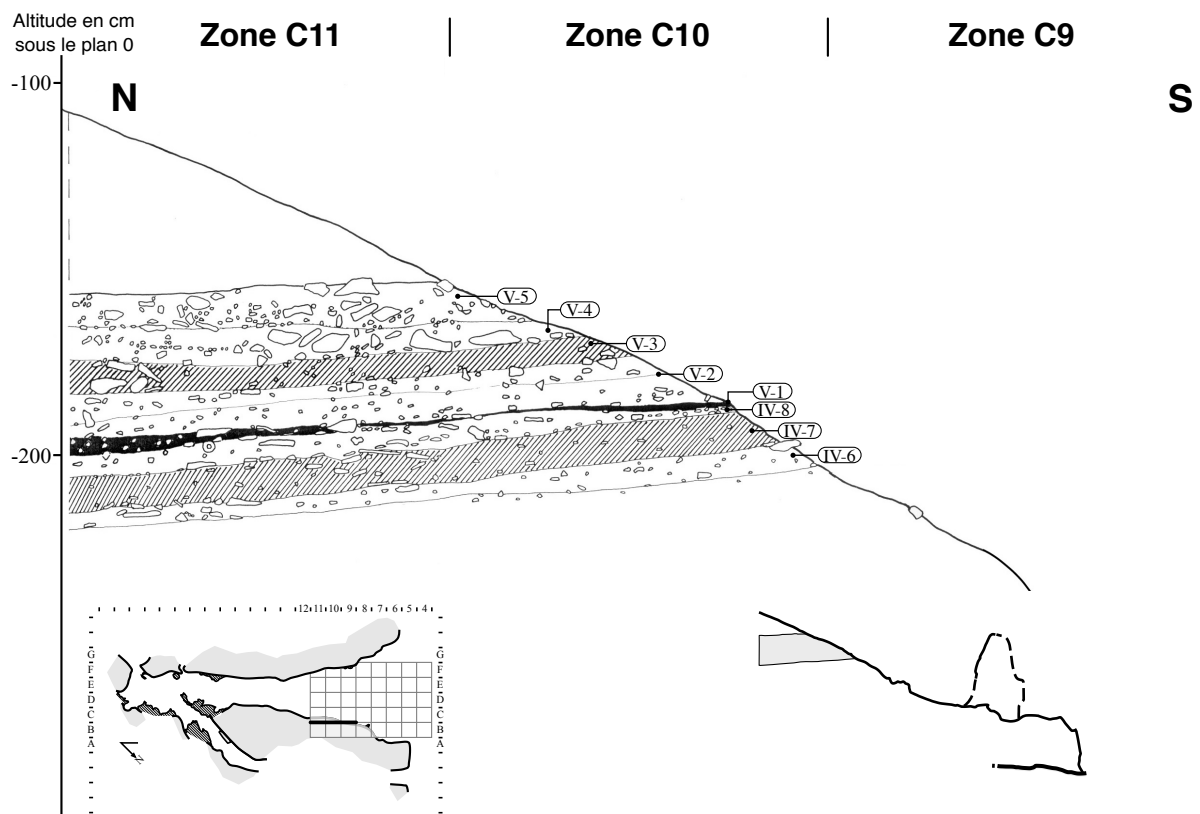 Altitude en cm
sous le plan 0
Zone C11
Zone C10
Zone C9
-100
N
S
V-5
V-4
V-3
V-2
V-1
IV-8
IV-7
-200
IV-6
12 11 10 9 8 7 6 5 4
G
F
E
D
C
B
A
G
F
E
D
C
B
A
N